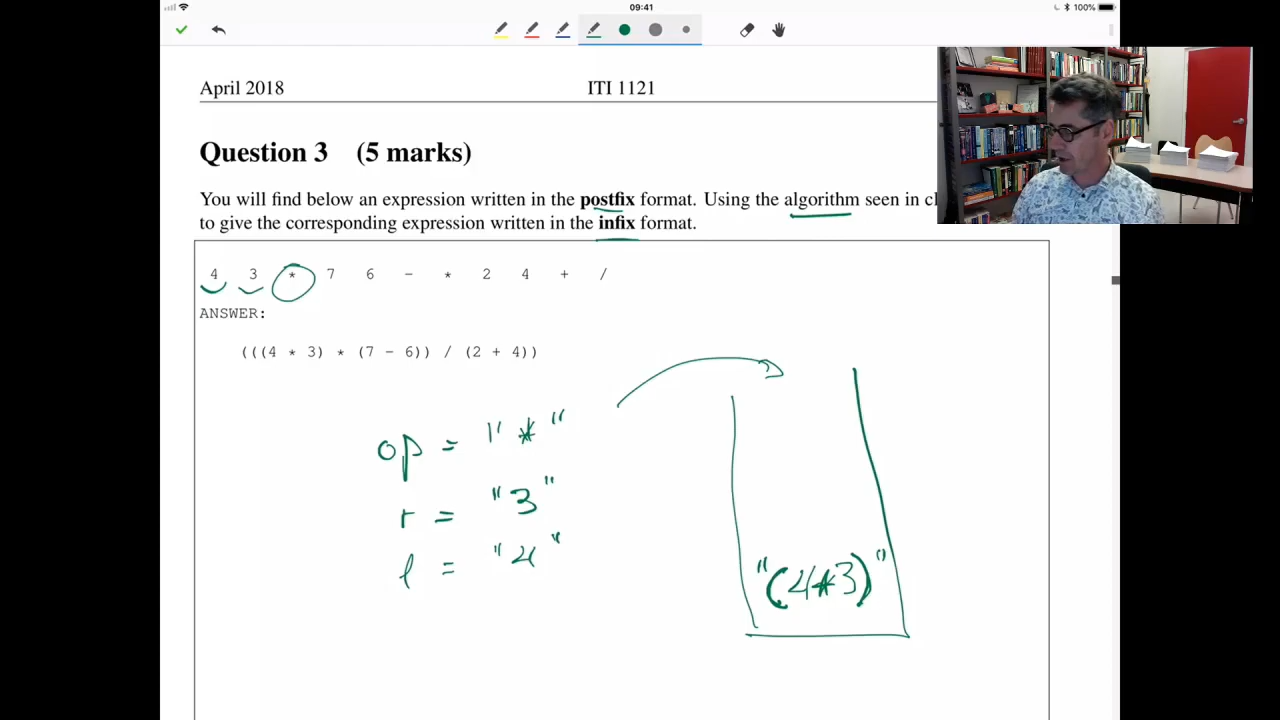 09:41
100%
April 2018 ITI 1121
Question 3 (5 marks)
You will find below an expression written in the postfix format. Using the algorithm seen in
to give the corresponding expression written in the infix format.
4 3 * 7 6 - * 2 4 + /
ANSWER:
(((4 * 3) * (7 - 6)) / (2 + 4))
op = "*"
r = "3"
l = "4"
"(4*3)"